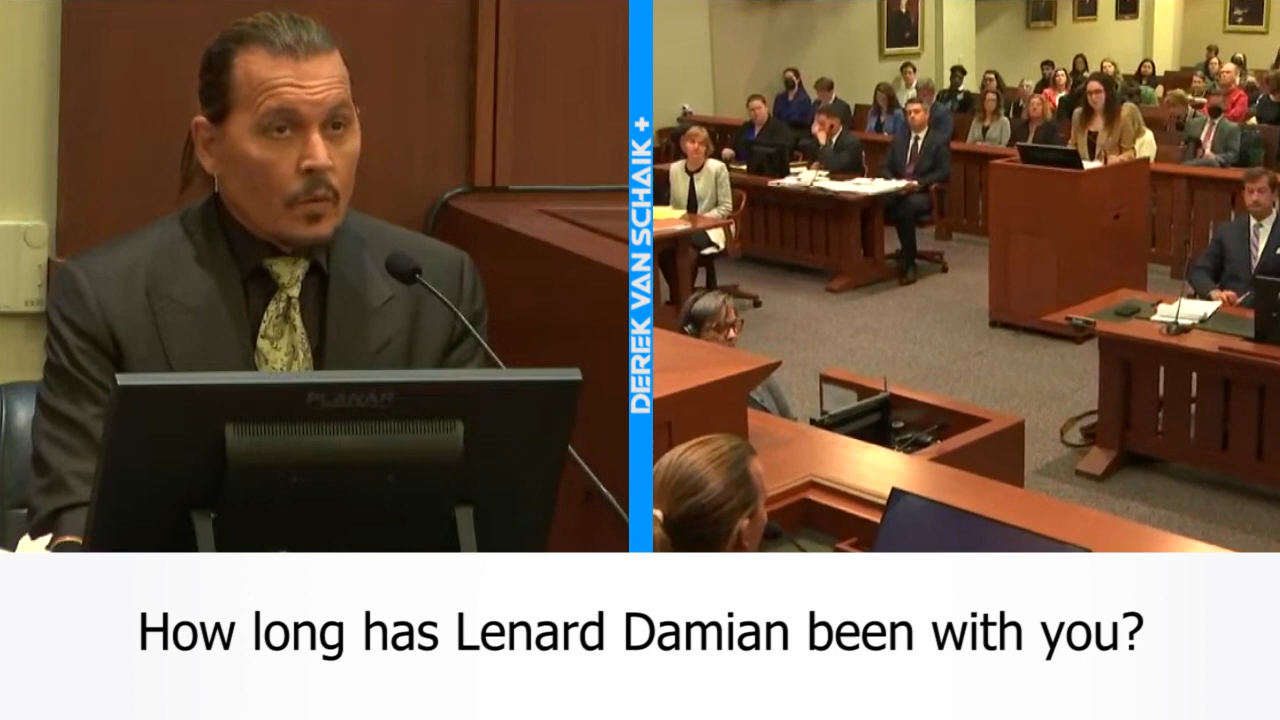 PLANAR
DEREK VAN SCHAIK +
How long has Lenard Damian been with you?